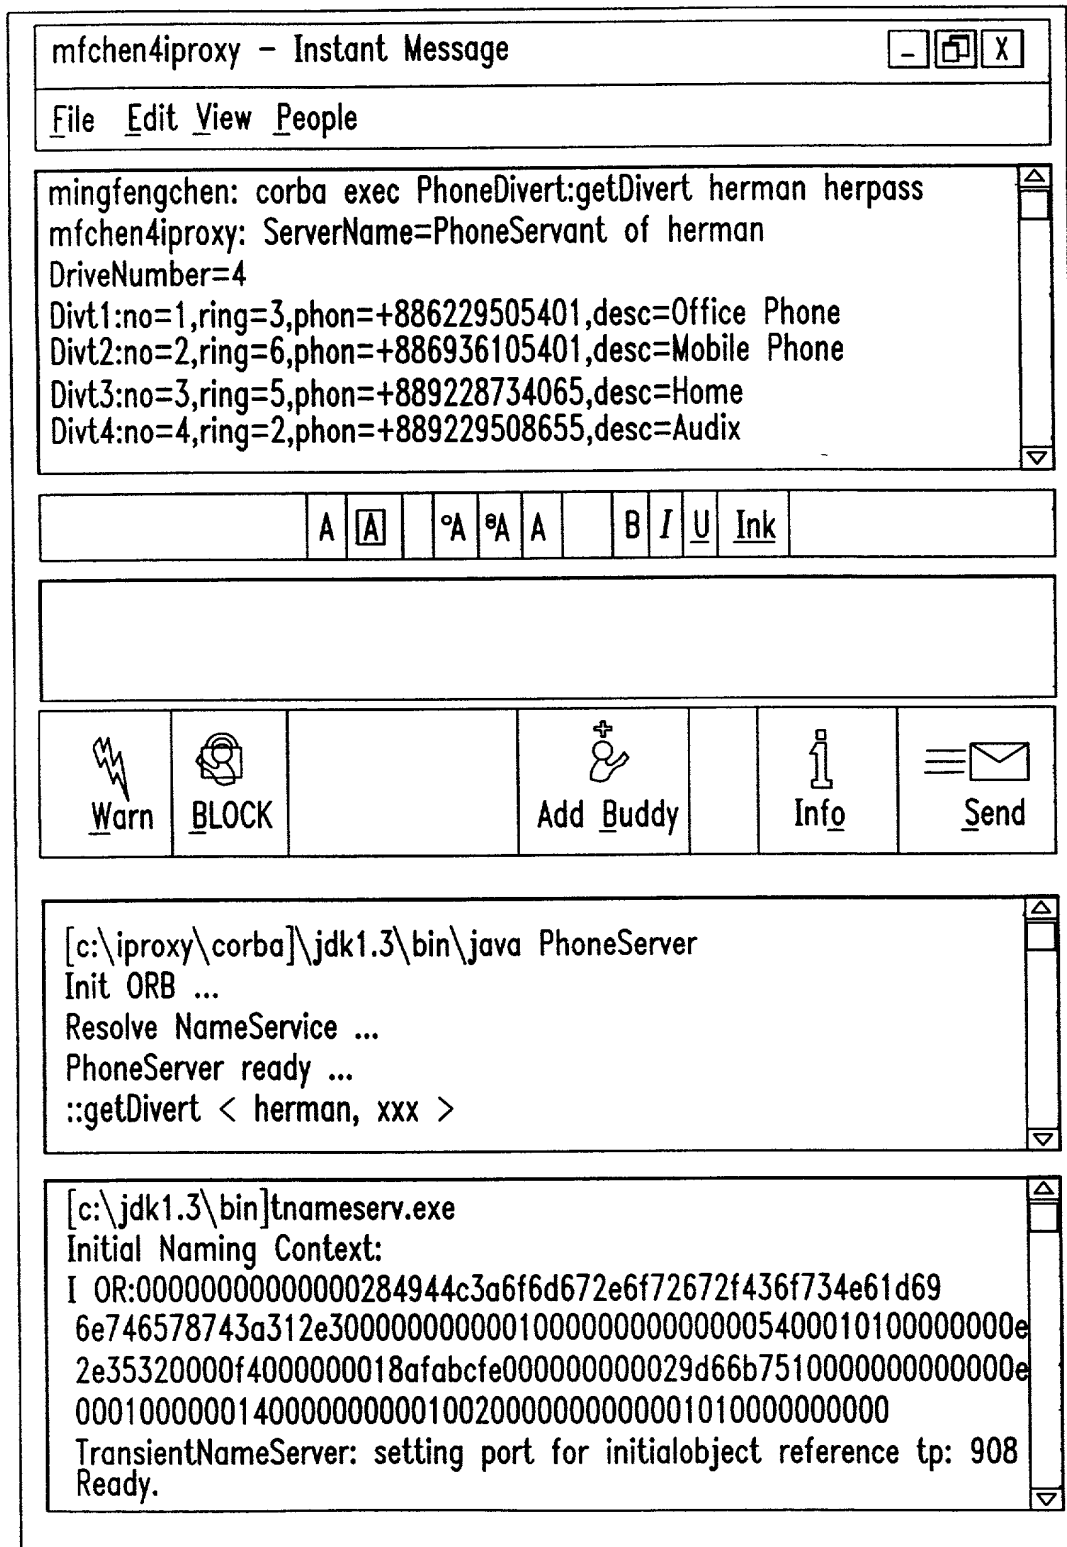 mfchen4iproxy – Instant Message
File Edit View People
mingfengchen: corba exec PhoneDivert:getDivert herman herpass
mfchen4iproxy: ServerName=PhoneServant of herman
DriveNumber=4
Divt1:no=1,ring=3,phon=+886229505401,desc=Office Phone
Divt2:no=2,ring=6,phon=+886936105401,desc=Mobile Phone
Divt3:no=3,ring=5,phon=+889228734065,desc=Home
Divt4:no=4,ring=2,phon=+889229508655,desc=Audix
A A °A ᶱA A B I U Ink
Warn BLOCK Add Buddy Info Send
[c:\iproxy\corba]\jdk1.3\bin\java PhoneServer
Init ORB ...
Resolve NameService ...
PhoneServer ready ...
::getDivert < herman, xxx >
[c:\jdk1.3\bin]tnameserv.exe
Initial Naming Context:
I OR:00000000000000284944c3a6f6d672e6f72672f436f734e61d69
6e746578743a312e30000000000010000000000000054000101000000000e
2e35320000f4000000018afabcfe000000000029d66b7510000000000000e
00010000001400000000001002000000000000101000000000​0
TransientNameServer: setting port for initialobject reference tp: 908
Ready.